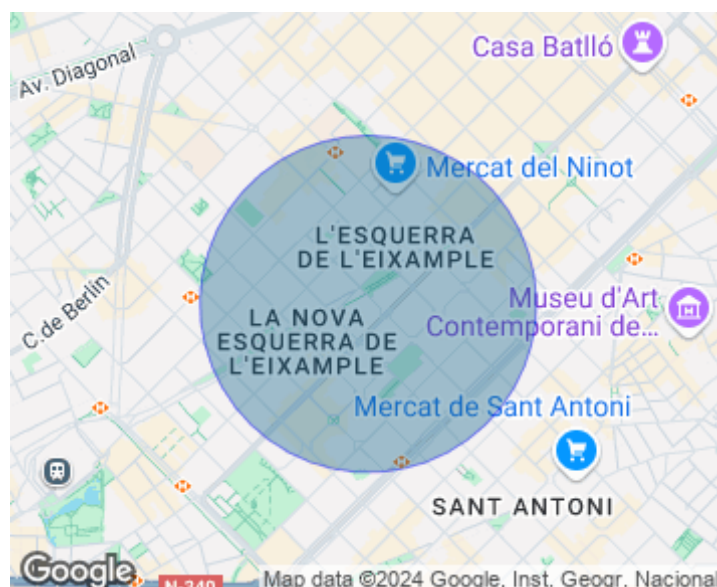 Casa Batlló
Av. Diagonal
Mercat del Ninot
L'ESQUERRA
DE L'EIXAMPLE
Museu d'Art
Contemporani de...
C.de Berlín
LA NOVA
ESQUERRA DE
L'EIXAMPLE
Mercat de Sant Antoni
SANT ANTONI
Google
N-340
Map data ©2024 Google, Inst. Geogr. Nacional